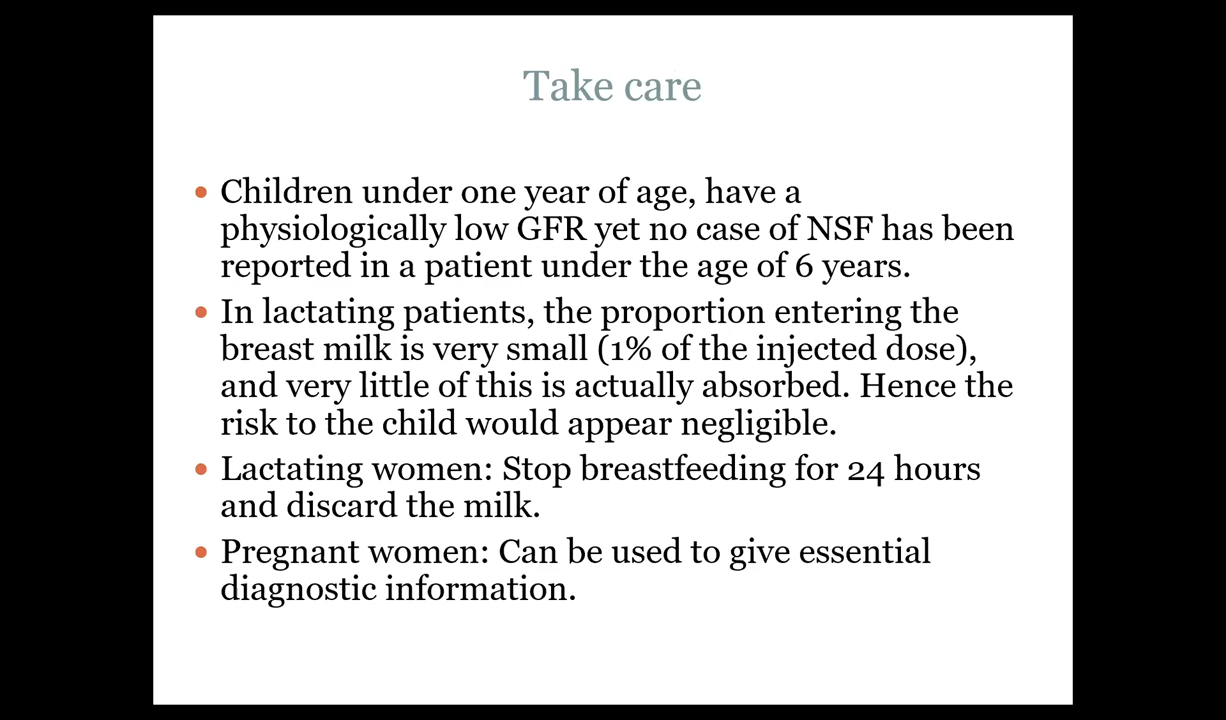 Take care
• Children under one year of age, have a
physiologically low GFR yet no case of NSF has been
reported in a patient under the age of 6 years.
• In lactating patients, the proportion entering the
breast milk is very small (1% of the injected dose),
and very little of this is actually absorbed. Hence the
risk to the child would appear negligible.
• Lactating women: Stop breastfeeding for 24 hours
and discard the milk.
• Pregnant women: Can be used to give essential
diagnostic information.